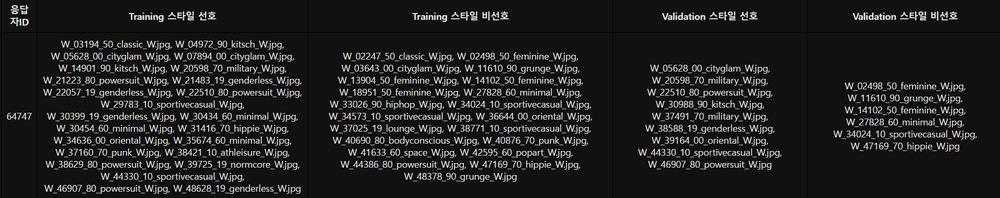 응답
자ID
Training 스타일 선호
Training 스타일 비선호
Validation 스타일 선호
Validation 스타일 비선호
64747
W_03194_50_classic_W.jpg, W_04972_90_kitsch_W.jpg,
W_05628_00_cityglam_W.jpg, W_07894_00_cityglam_W.jpg,
W_14901_90_kitsch_W.jpg, W_20598_70_military_W.jpg,
W_21223_80_powersuit_W.jpg, W_21483_19_genderless_W.jpg,
W_22057_19_genderless_W.jpg, W_22510_80_powersuit_W.jpg,
W_29783_10_sportivecasual_W.jpg,
W_30399_19_genderless_W.jpg, W_30434_60_minimal_W.jpg,
W_30454_60_minimal_W.jpg, W_31416_70_hippie_W.jpg,
W_34636_00_oriental_W.jpg, W_35674_60_minimal_W.jpg,
W_37160_70_punk_W.jpg, W_38421_10_athleisure_W.jpg,
W_38629_80_powersuit_W.jpg, W_39725_19_normcore_W.jpg,
W_44330_10_sportivecasual_W.jpg,
W_46907_80_powersuit_W.jpg, W_48628_19_genderless_W.jpg
W_02247_50_classic_W.jpg, W_02498_50_feminine_W.jpg,
W_03643_00_cityglam_W.jpg, W_11610_90_grunge_W.jpg,
W_13904_50_feminine_W.jpg, W_14102_50_feminine_W.jpg,
W_18951_50_feminine_W.jpg, W_27828_60_minimal_W.jpg,
W_33026_90_hiphop_W.jpg, W_34024_10_sportivecasual_W.jpg,
W_34573_10_sportivecasual_W.jpg, W_36644_00_oriental_W.jpg,
W_37025_19_lounge_W.jpg, W_38771_10_sportivecasual_W.jpg,
W_40690_80_bodyconscious_W.jpg, W_40876_70_punk_W.jpg,
W_41633_60_space_W.jpg, W_42595_60_popart_W.jpg,
W_44386_80_powersuit_W.jpg, W_47169_70_hippie_W.jpg,
W_48378_90_grunge_W.jpg
W_05628_00_cityglam_W.jpg,
W_20598_70_military_W.jpg,
W_22510_80_powersuit_W.jpg,
W_30988_90_kitsch_W.jpg,
W_37491_70_military_W.jpg,
W_38588_19_genderless_W.jpg,
W_39164_00_oriental_W.jpg,
W_44330_10_sportivecasual_W.jpg,
W_46907_80_powersuit_W.jpg
W_02498_50_feminine_W.jpg,
W_11610_90_grunge_W.jpg,
W_14102_50_feminine_W.jpg,
W_27828_60_minimal_W.jpg,
W_34024_10_sportivecasual_W.jpg,
W_47169_70_hippie_W.jpg